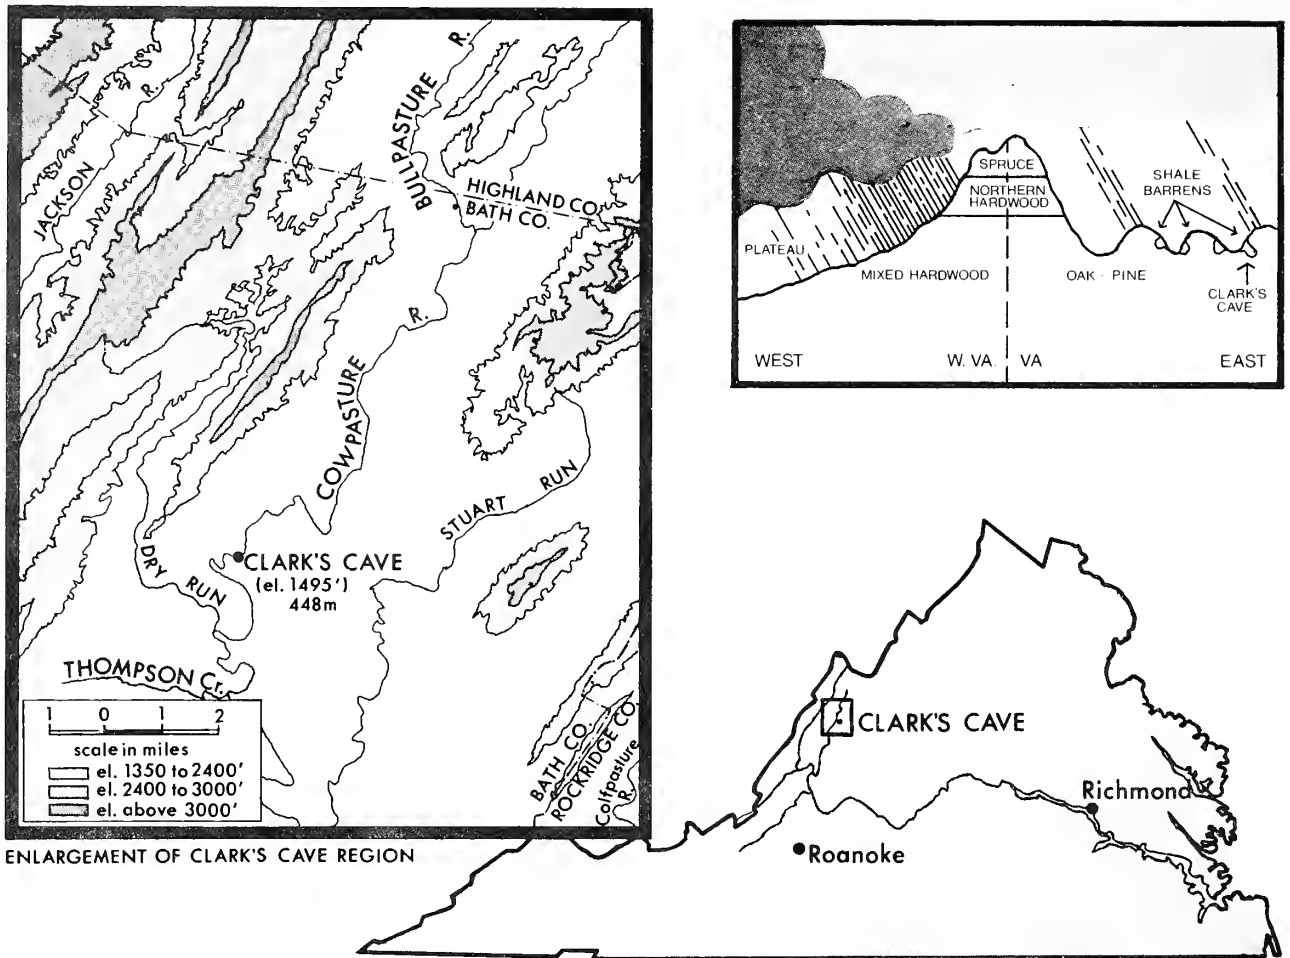 BULLPASTURE R.
JACKSON R.
HIGHLAND CO.
BATH CO.
COWPASTURE R.
STUART RUN
DRY RUN
CLARK'S CAVE
(el. 1495')
448m
THOMPSON Cr.
1 0 1 2
scale in miles
el. 1350 to 2400'
el. 2400 to 3000'
el. above 3000'
BATH CO.
ROCKRIDGE CO.
Calfpasture R.
ENLARGEMENT OF CLARK'S CAVE REGION
SPRUCE
NORTHERN
HARDWOOD
SHALE
BARRENS
PLATEAU
MIXED HARDWOOD
OAK · PINE
CLARK'S
CAVE
WEST
W. VA.
VA
EAST
CLARK'S CAVE
Richmond
Roanoke